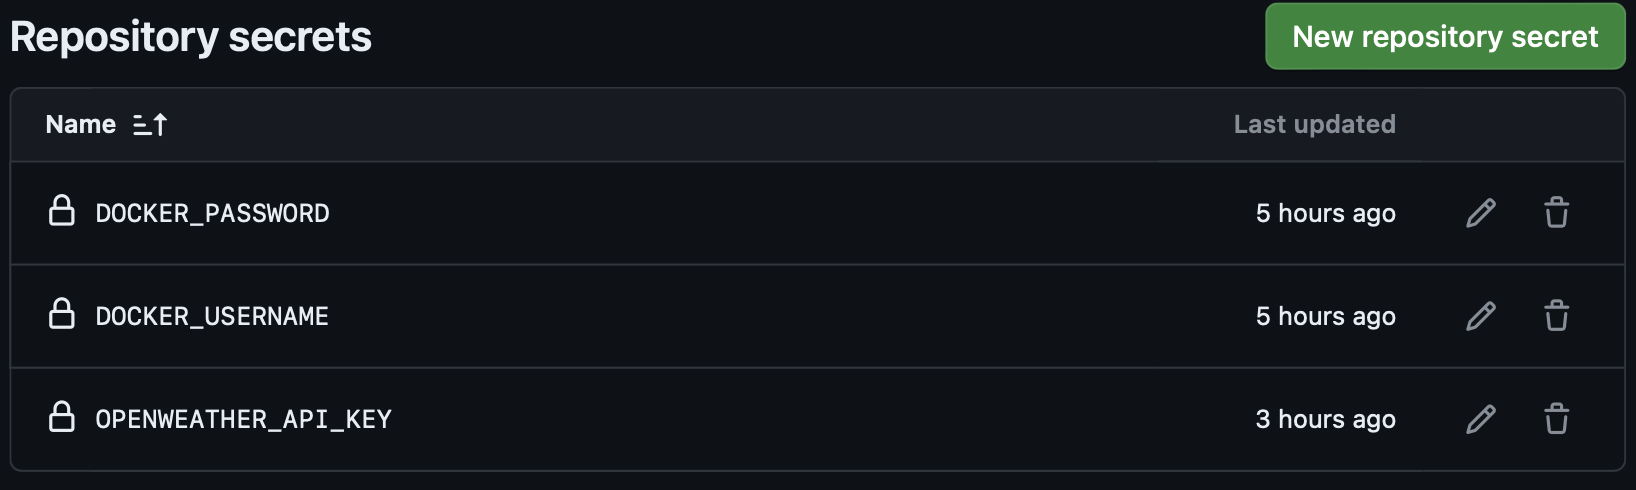 Repository secrets
New repository secret
Name
Last updated
DOCKER_PASSWORD
5 hours ago
DOCKER_USERNAME
5 hours ago
OPENWEATHER_API_KEY
3 hours ago